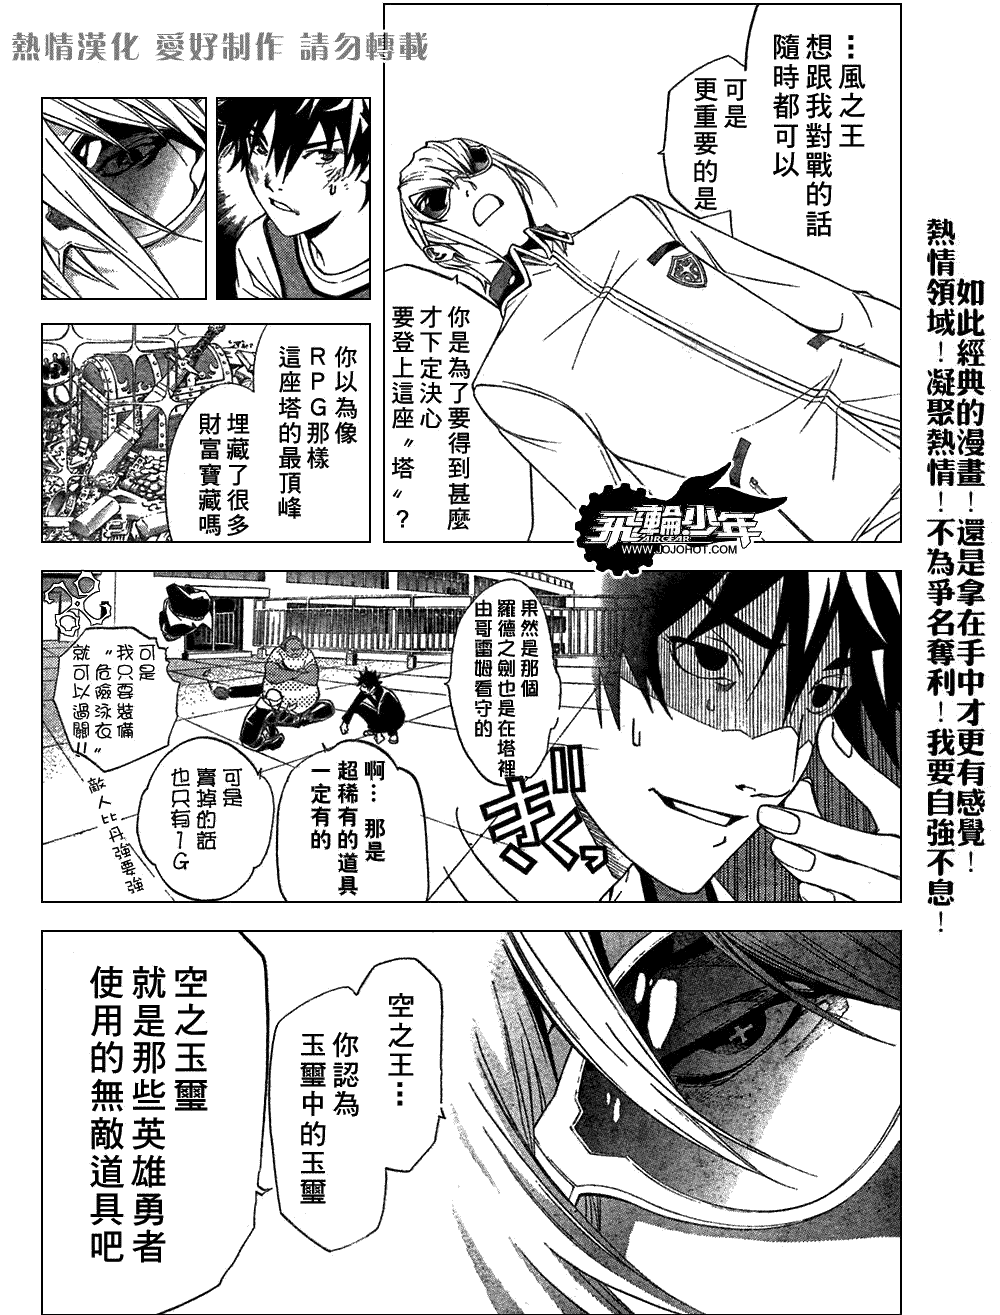 熱情漢化 愛好制作 請勿轉載
…風之王
想跟我對戰的話
隨時都可以
可是
更重要的是
你是為了要得到甚麼
才下定決心
要登上這座〝塔〞？
你以為像
RPG那樣
這座塔的最頂峰
埋藏了很多
財富寶藏嗎
飛輪少年
AIR GEAR
WWW.JOJOHOT.COM
果然是那個
羅德之劍也是在塔裡
由哥雷姆看守的
啊… 那是
超稀有的道具
一定有的
可是
賣掉的話
也只有1G
可是
我只要裝備
〝危險泳衣〞
就可以過關!!
敵人比丹強要強
ぎくっ
空之王…
你認為
玉璽中的玉璽
空之玉璽
就是那些英雄勇者
使用的無敵道具吧
如此經典的漫畫！還是拿在手中才更有感覺！
熱情領域！凝聚熱情！不為爭名奪利！我要自強不息！